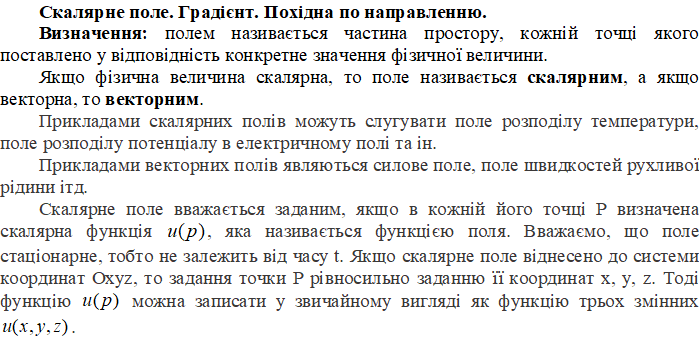 Скалярне поле. Градієнт. Похідна по направленню.
Визначення: полем називається частина простору, кожній точці якого
поставлено у відповідність конкретне значення фізичної величини.
Якщо фізична величина скалярна, то поле називається скалярним, а якщо
векторна, то векторним.
Прикладами скалярних полів можуть слугувати поле розподілу температури,
поле розподілу потенціалу в електричному полі та ін.
Прикладами векторних полів являються силове поле, поле швидкостей рухливої
рідини ітд.
Скалярне поле вважається заданим, якщо в кожній його точці P визначена
скалярна функція u(p), яка називається функцією поля. Вважаємо, що поле
стаціонарне, тобто не залежить від часу t. Якщо скалярне поле віднесено до системи
координат Oxyz, то задання точки P рівносильно заданню її координат x, y, z. Тоді
функцію u(p) можна записати у звичайному вигляді як функцію трьох змінних
u(x, y, z).